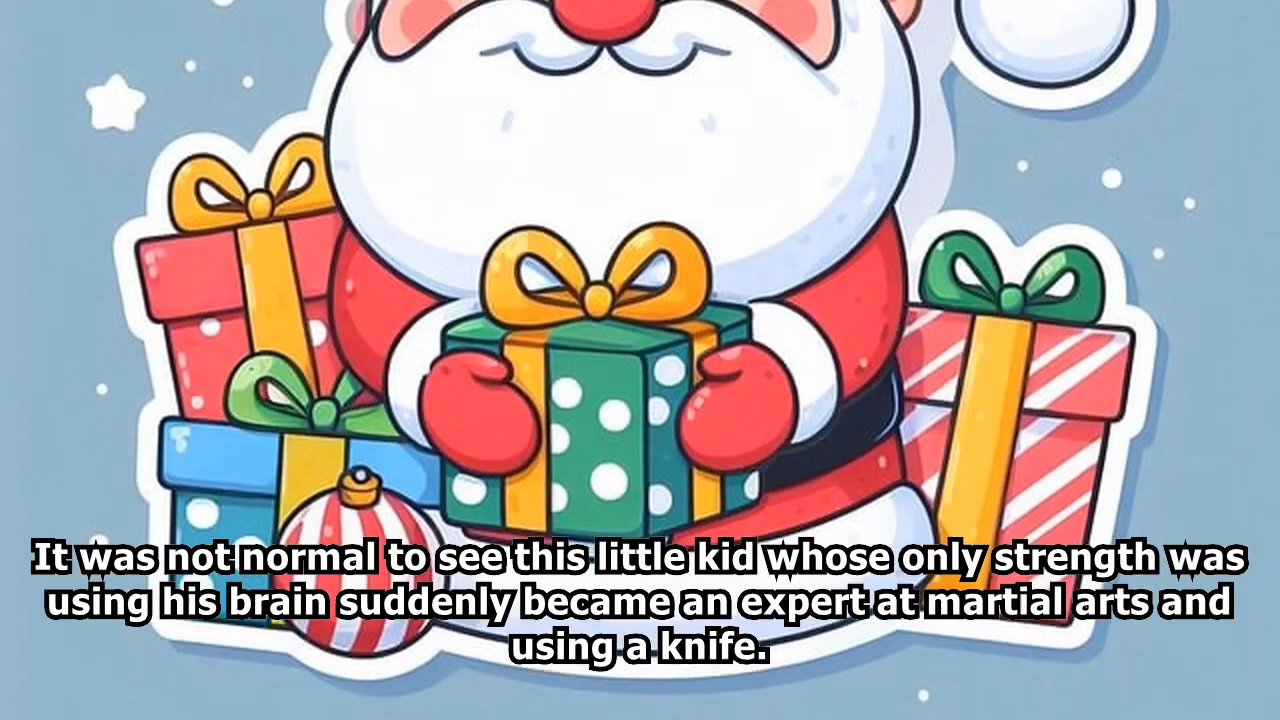 It was not normal to see this little kid whose only strength was
using his brain suddenly became an expert at martial arts and
using a knife.